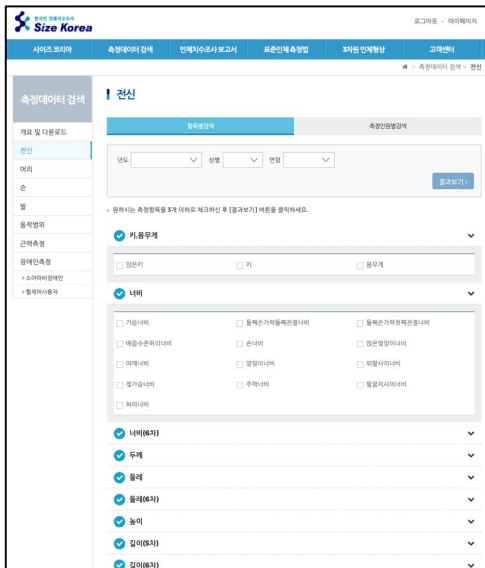 한국인 인체치수조사
Size Korea
로그아웃 · 마이페이지
사이즈 코리아 측정데이터 검색 인체치수조사 보고서 표준인체 측정법 3차원 인체형상 고객센터
> 측정데이터 검색 > 전신
측정데이터 검색
개요 및 다운로드
전신
머리
손
발
동작범위
근력측정
장애인측정
> 소아마비장애인
> 휠체어사용자
전신
항목별검색 측정인원별검색
년도 성별 연령
결과보기 >
원하시는 측정항목을 3개 이하로 체크하신 후 [결과보기] 버튼을 클릭하세요.
키,몸무게
앉은키 키 몸무게
너비
가슴너비 둘째손가락둘째관절너비 둘째손가락첫째관절너비
배꼽수준허리너비 손너비 앉은엉덩이너비
어깨너비 엉덩이너비 위팔사이너비
젖가슴너비 주먹너비 팔꿈치사이너비
허리너비
너비(6차)
두께
둘레
둘레(6차)
높이
길이(5차)
길이(6차)